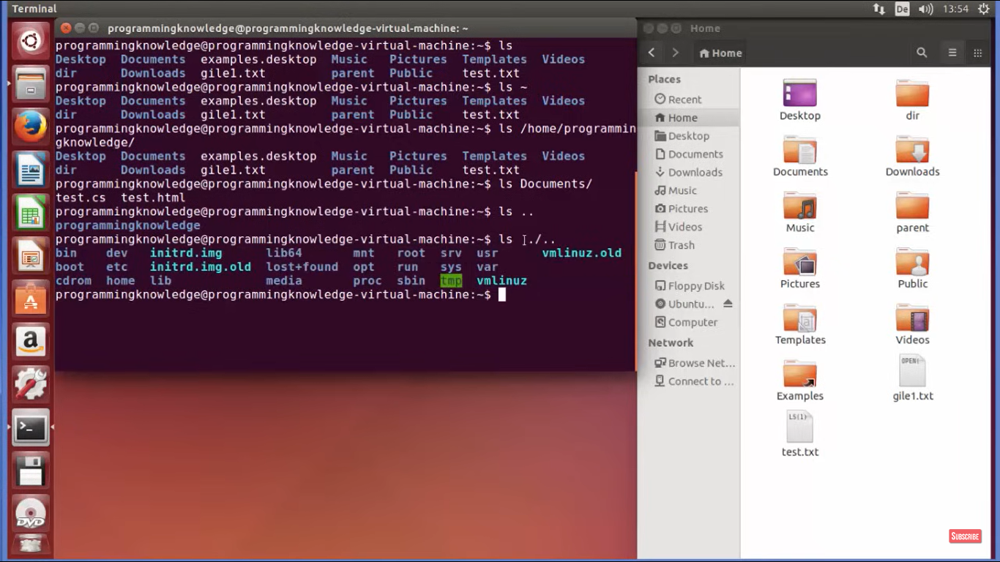 Terminal
De
13:54
programmingknowledge@programmingknowledge-virtual-machine: ~
programmingknowledge@programmingknowledge-virtual-machine:~$ ls
Desktop Documents examples.desktop Music Pictures Templates Videos
dir Downloads gile1.txt parent Public test.txt
programmingknowledge@programmingknowledge-virtual-machine:~$ ls ~
Desktop Documents examples.desktop Music Pictures Templates Videos
dir Downloads gile1.txt parent Public test.txt
programmingknowledge@programmingknowledge-virtual-machine:~$ ls /home/programmin
gknowledge/
Desktop Documents examples.desktop Music Pictures Templates Videos
dir Downloads gile1.txt parent Public test.txt
programmingknowledge@programmingknowledge-virtual-machine:~$ ls Documents/
test.cs test.html
programmingknowledge@programmingknowledge-virtual-machine:~$ ls ..
programmingknowledge
programmingknowledge@programmingknowledge-virtual-machine:~$ ls ../..
bin dev initrd.img lib64 mnt root srv usr vmlinuz.old
boot etc initrd.img.old lost+found opt run sys var
cdrom home lib media proc sbin tmp vmlinuz
programmingknowledge@programmingknowledge-virtual-machine:~$
Home
Home
Places
Recent
Home
Desktop
Documents
Downloads
Music
Pictures
Videos
Trash
Devices
Floppy Disk
Ubuntu...
Computer
Network
Browse Net...
Connect to ...
Desktop
dir
Documents
Downloads
Music
parent
Pictures
Public
Templates
Videos
OPEN(
Examples
gile1.txt
LS(1)
test.txt
a
>_
DVD
SUBSCRIBE